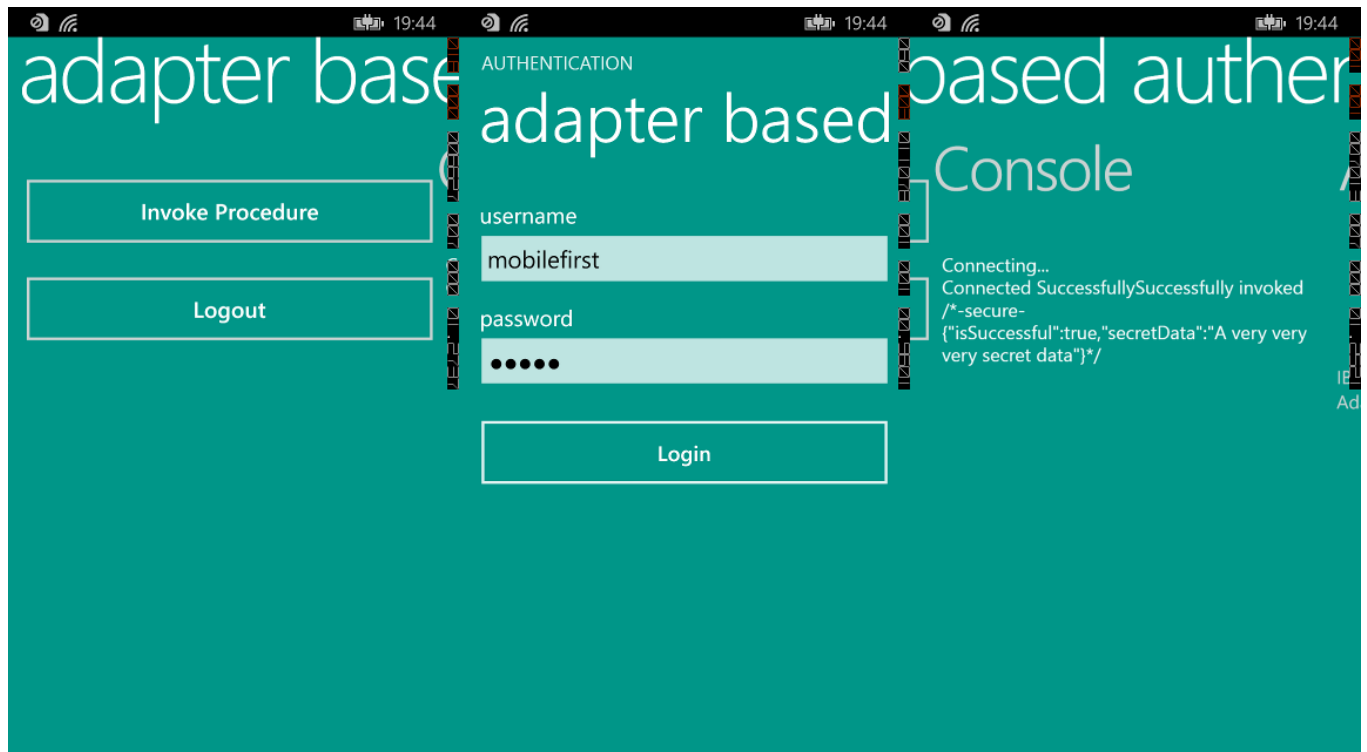 19:44
adapter base
Invoke Procedure
Logout
19:44
AUTHENTICATION
adapter based
username
mobilefirst
password
Login
19:44
based auther
Console
Connecting...
Connected SuccessfullySuccessfully invoked
/*-secure-
{"isSuccessful":true,"secretData":"A very very
very secret data"}*/
Ad